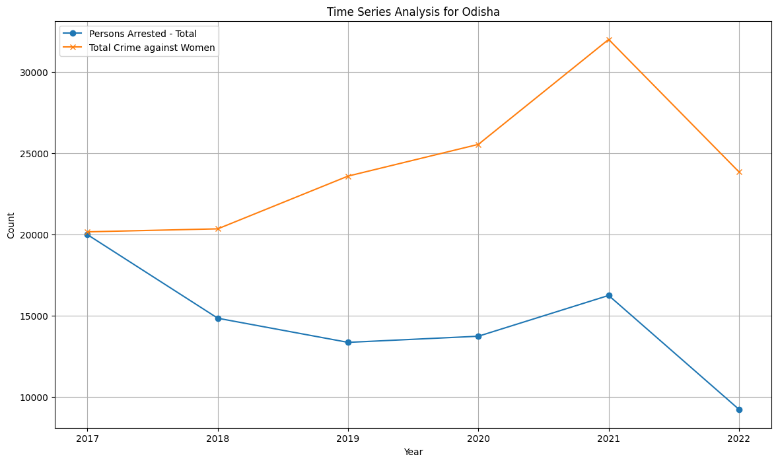 Time Series Analysis for Odisha
Persons Arrested - Total
Total Crime against Women
Count
30000
25000
20000
15000
10000
2017 2018 2019 2020 2021 2022
Year